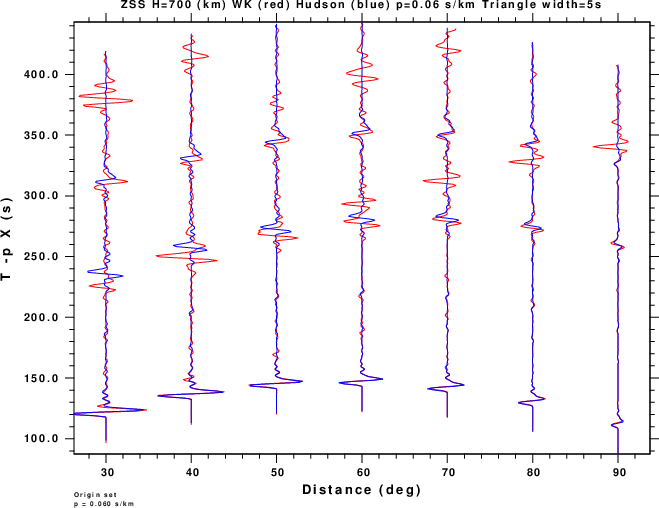 ZSS H=700 (km) WK (red) Hudson (blue) p=0.06 s/km Triangle width=5s
400.0
350.0
300.0
250.0
200.0
150.0
100.0
T -p X (s)
30 40 50 60 70 80 90
Distance (deg)
Origin set
p = 0.060 s/km